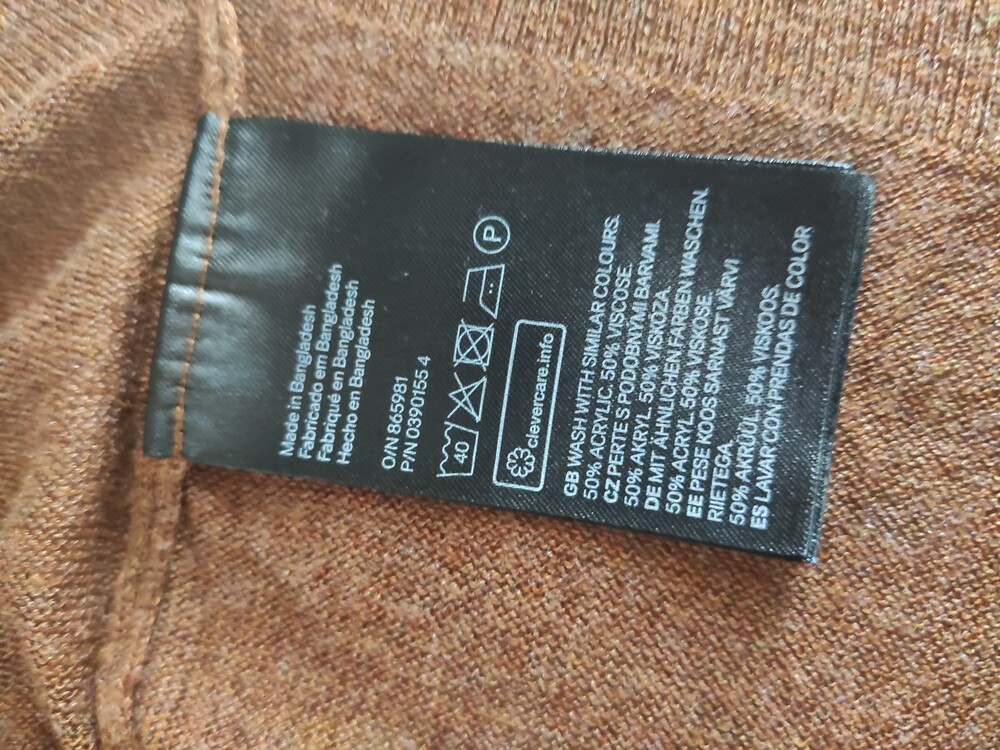 Made in Bangladesh
Fabricado em Bangladesh
Fabriqué en Bangladesh
Hecho en Bangladesh
O/N 865981
P/N 0390155 4
40
P
clevercare.info
GB WASH WITH SIMILAR COLOURS.
50% ACRYLIC. 50% VISCOSE.
CZ PERTE S PODOBNYMI BARVAMI.
50% AKRYL. 50% VISKOZA.
DE MIT ÄHNLICHEN FARBEN WASCHEN.
50% ACRYL. 50% VISKOSE.
EE PESE KOOS SARNAST VÄRVI
RIIETEGA.
50% AKRÜÜL. 50% VISKOOS.
ES LAVAR CON PRENDAS DE COLOR